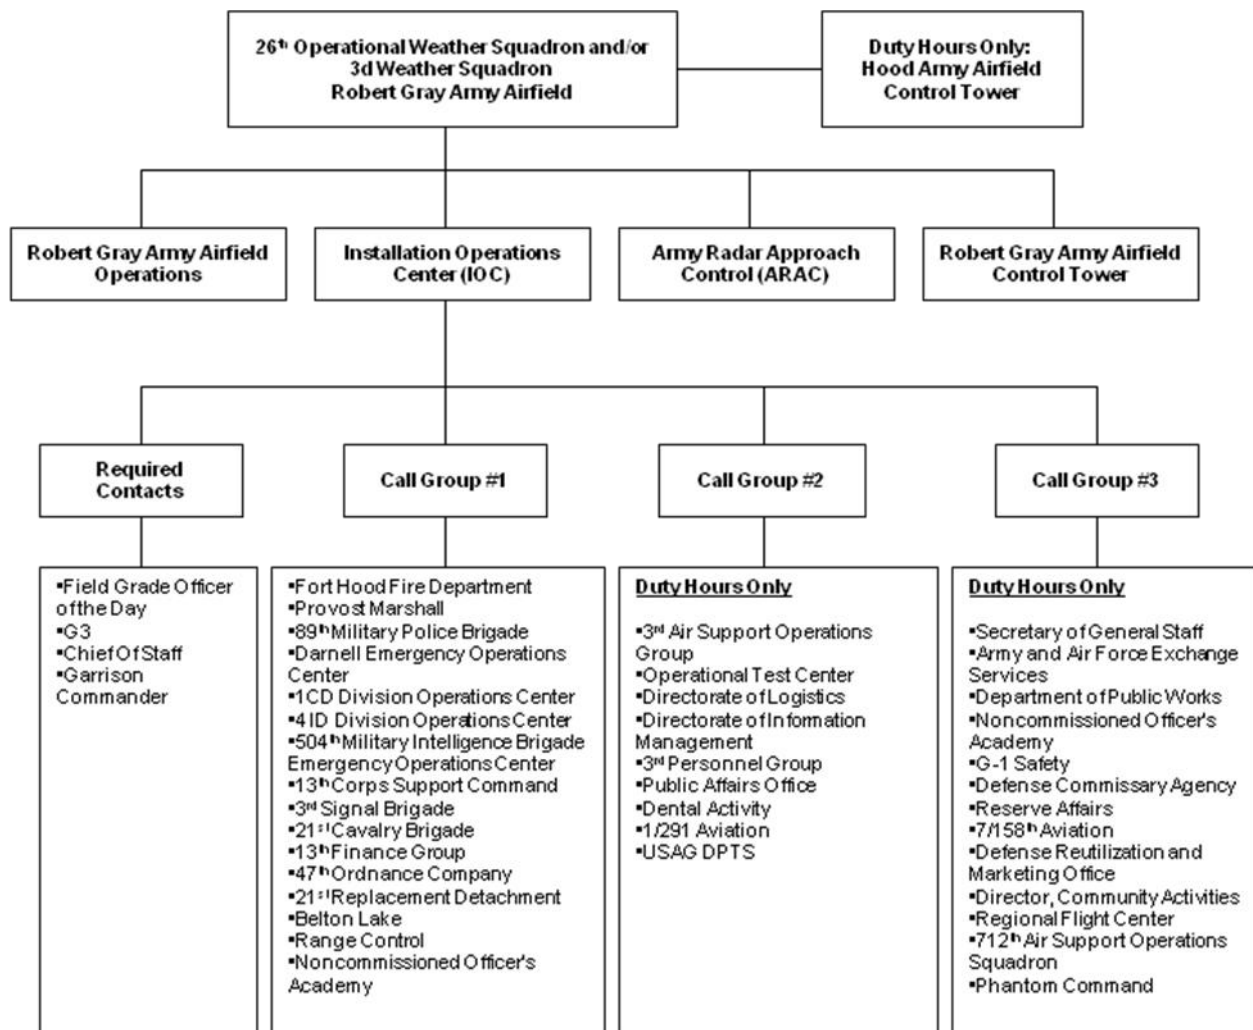 26th Operational Weather Squadron and/or
3d Weather Squadron
Robert Gray Army Airfield
Duty Hours Only:
Hood Army Airfield
Control Tower
Robert Gray Army Airfield
Operations
Installation Operations
Center (IOC)
Army Radar Approach
Control (ARAC)
Robert Gray Army Airfield
Control Tower
Required
Contacts
Call Group #1
Call Group #2
Call Group #3
▪Field Grade Officer
of the Day
▪G3
▪Chief Of Staff
▪Garrison
Commander
▪Fort Hood Fire Department
▪Provost Marshall
▪89th Military Police Brigade
▪Darnell Emergency Operations
Center
▪1CD Division Operations Center
▪4ID Division Operations Center
▪504th Military Intelligence Brigade
Emergency Operations Center
▪13th Corps Support Command
▪3rd Signal Brigade
▪21st Cavalry Brigade
▪13th Finance Group
▪47th Ordnance Company
▪21st Replacement Detachment
▪Belton Lake
▪Range Control
▪Noncommissioned Officer's
Academy
Duty Hours Only
▪3rd Air Support Operations
Group
▪Operational Test Center
▪Directorate of Logistics
▪Directorate of Information
Management
▪3rd Personnel Group
▪Public Affairs Office
▪Dental Activity
▪1/291 Aviation
▪USAG DPTS
Duty Hours Only
▪Secretary of General Staff
▪Army and Air Force Exchange
Services
▪Department of Public Works
▪Noncommissioned Officer's
Academy
▪G-1 Safety
▪Defense Commissary Agency
▪Reserve Affairs
▪7/158th Aviation
▪Defense Reutilization and
Marketing Office
▪Director, Community Activities
▪Regional Flight Center
▪712th Air Support Operations
Squadron
▪Phantom Command